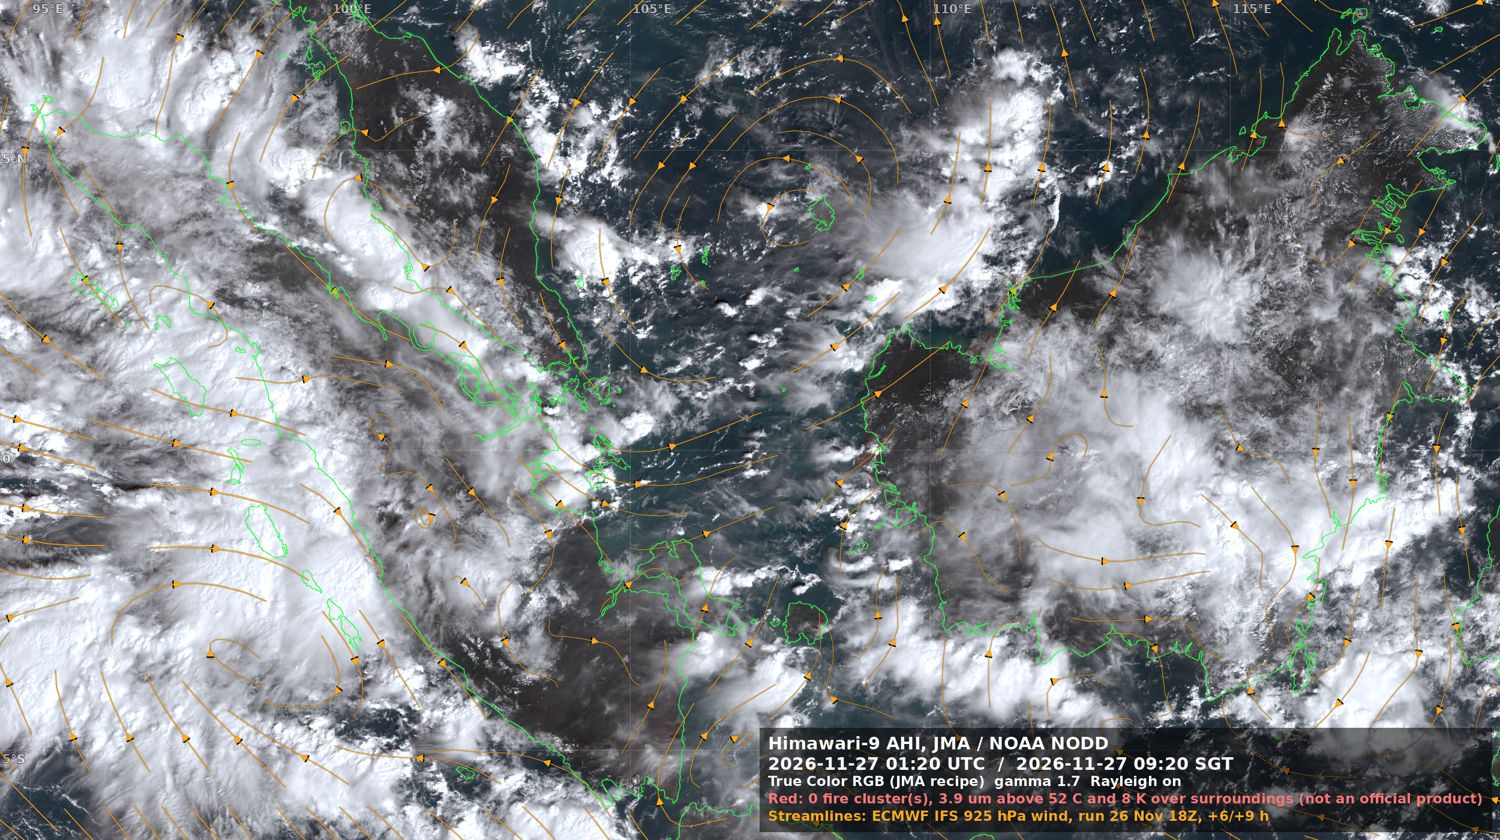 95°E
100°E
105°E
110°E
115°E
5°N
0°
5°S
Himawari-9 AHI, JMA / NOAA NODD
2026-11-27 01:20 UTC / 2026-11-27 09:20 SGT
True Color RGB (JMA recipe) gamma 1.7 Rayleigh on
Red: 0 fire cluster(s), 3.9 um above 52 C and 8 K over surroundings (not an official product)
Streamlines: ECMWF IFS 925 hPa wind, run 26 Nov 18Z, +6/+9 h